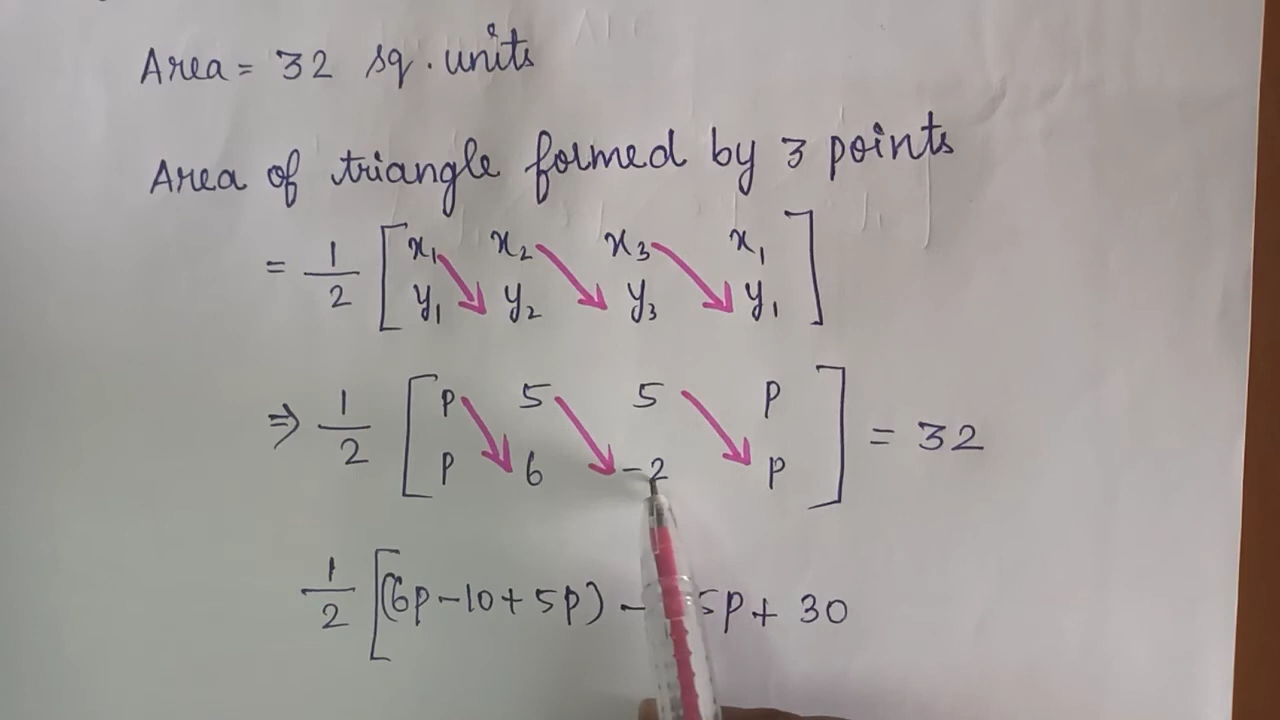 Area = 32 sq. units
Area of triangle formed by 3 points
= 1/2 [ x₁ x₂ x₃ x₁
y₁ y₂ y₃ y₁ ]
⇒ 1/2 [ p 5 5 p
p 6 -2 p ] = 32
1/2 [(6p - 10 + 5p) - 5p + 30